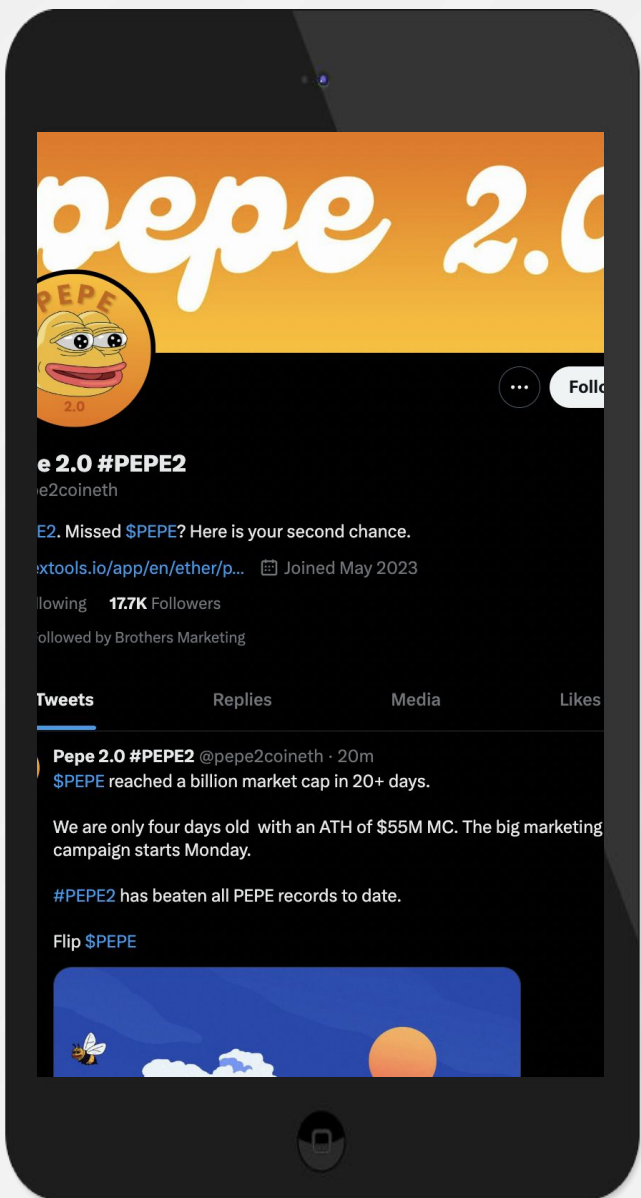 pepe 2.0
PEPE
2.0
e 2.0 #PEPE2
e2coineth
E2. Missed $PEPE? Here is your second chance.
extools.io/app/en/ether/p... Joined May 2023
llowing 17.7K Followers
ollowed by Brothers Marketing
Follo
Tweets Replies Media Likes
Pepe 2.0 #PEPE2 @pepe2coineth · 20m
$PEPE reached a billion market cap in 20+ days.
We are only four days old with an ATH of $55M MC. The big marketing
campaign starts Monday.
#PEPE2 has beaten all PEPE records to date.
Flip $PEPE